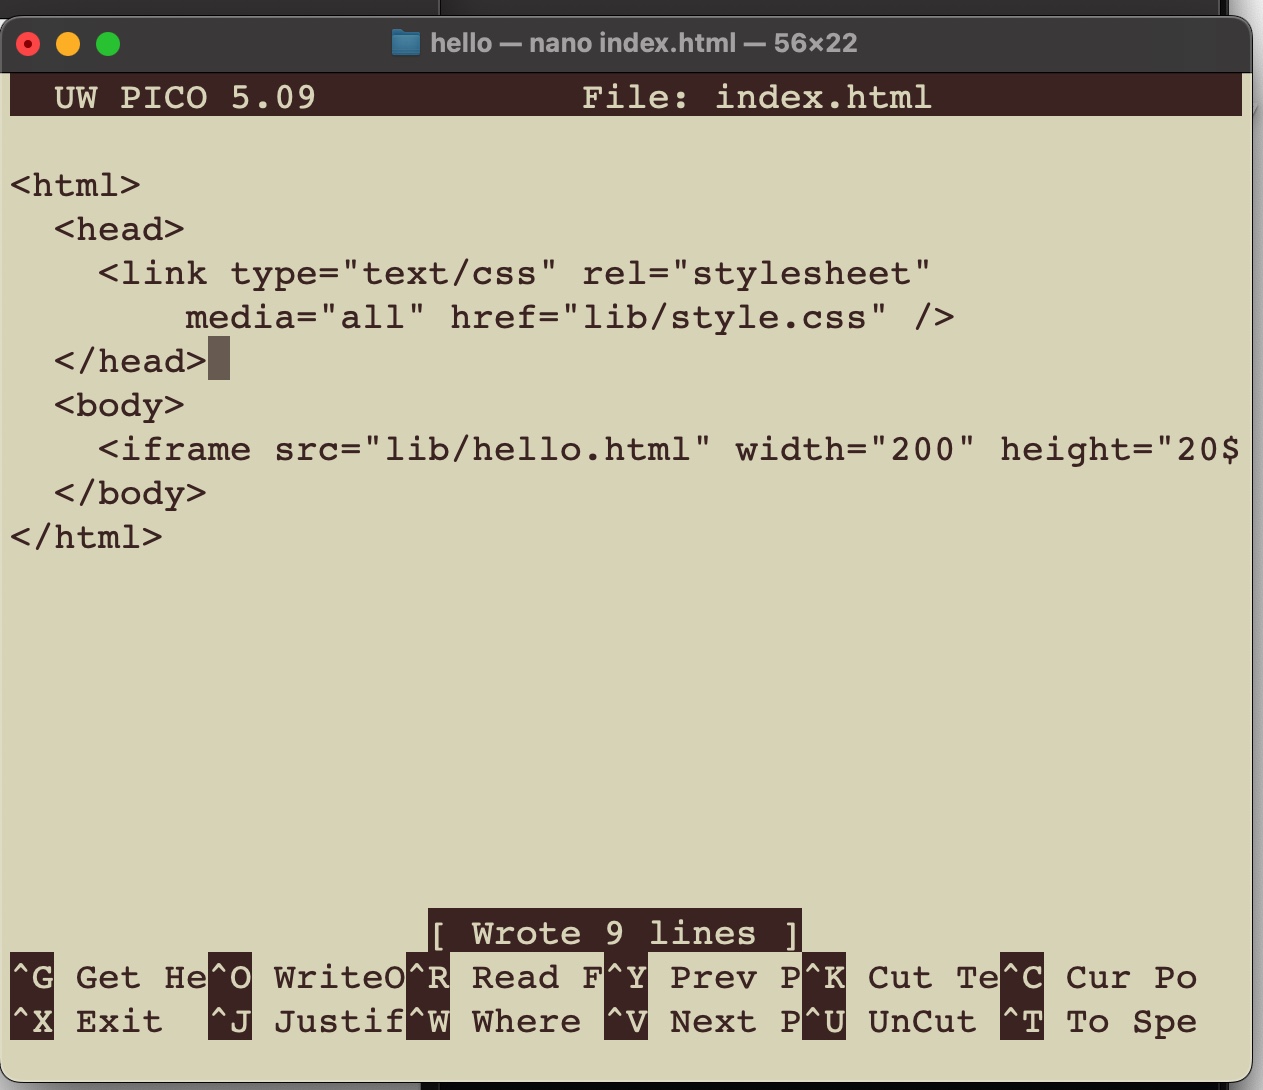 hello — nano index.html — 56×22
UW PICO 5.09 File: index.html
<html>
  <head>
    <link type="text/css" rel="stylesheet"
        media="all" href="lib/style.css" />
  </head>
  <body>
    <iframe src="lib/hello.html" width="200" height="20$
  </body>
</html>
[ Wrote 9 lines ]
^G Get He^O WriteO^R Read F^Y Prev P^K Cut Te^C Cur Po
^X Exit  ^J Justif^W Where ^V Next P^U UnCut ^T To Spe